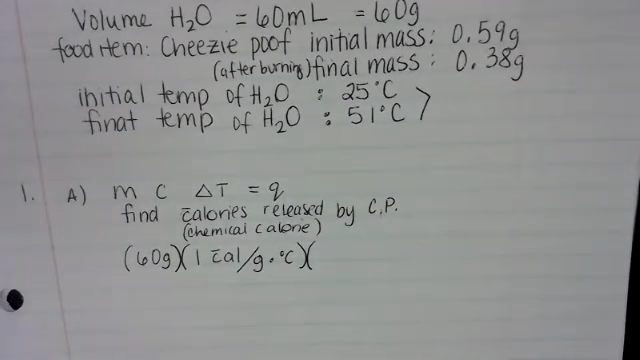 Volume H₂O = 60mL = 60g
food Item: Cheezie poof initial mass: 0.59g
(after burning) final mass: 0.38g
initial temp of H₂O : 25°C
final temp of H₂O : 51°C >
1. A) m C ΔT = q
find calories released by C.P.
(chemical calorie)
(60g)(1 cal/g·°C)(